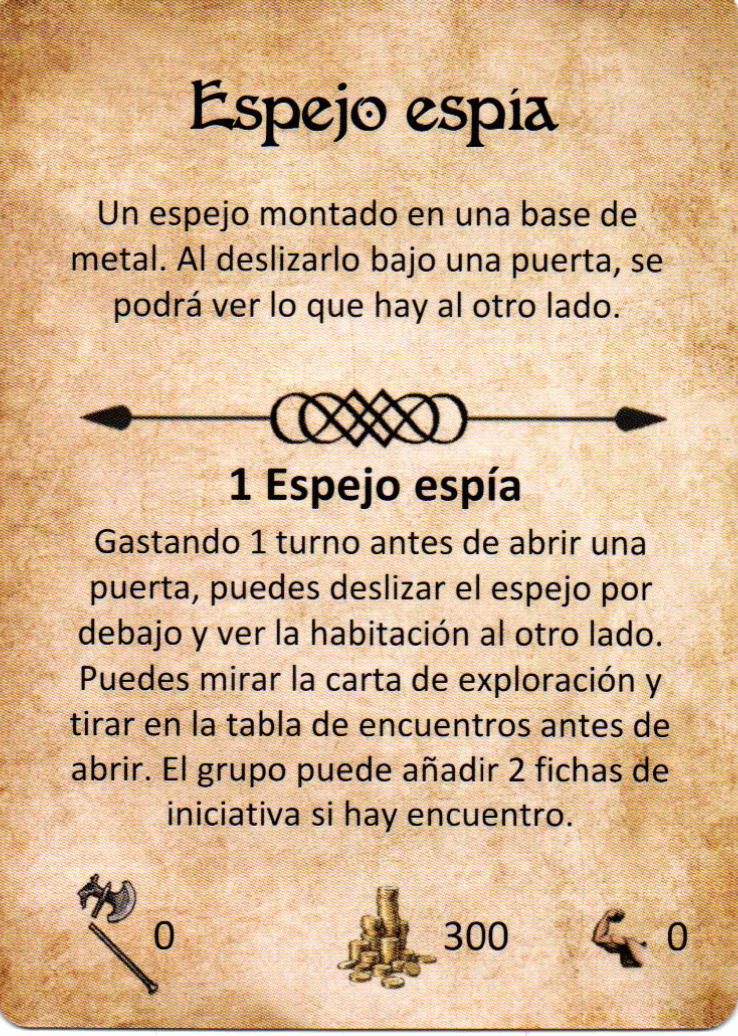 Espejo espía
Un espejo montado en una base de
metal. Al deslizarlo bajo una puerta, se
podrá ver lo que hay al otro lado.
1 Espejo espía
Gastando 1 turno antes de abrir una
puerta, puedes deslizar el espejo por
debajo y ver la habitación al otro lado.
Puedes mirar la carta de exploración y
tirar en la tabla de encuentros antes de
abrir. El grupo puede añadir 2 fichas de
iniciativa si hay encuentro.
0 300 0